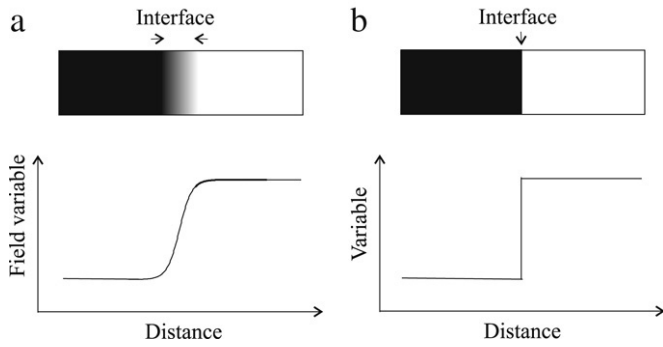 a
Interface
Field variable
Distance
b
Interface
Variable
Distance